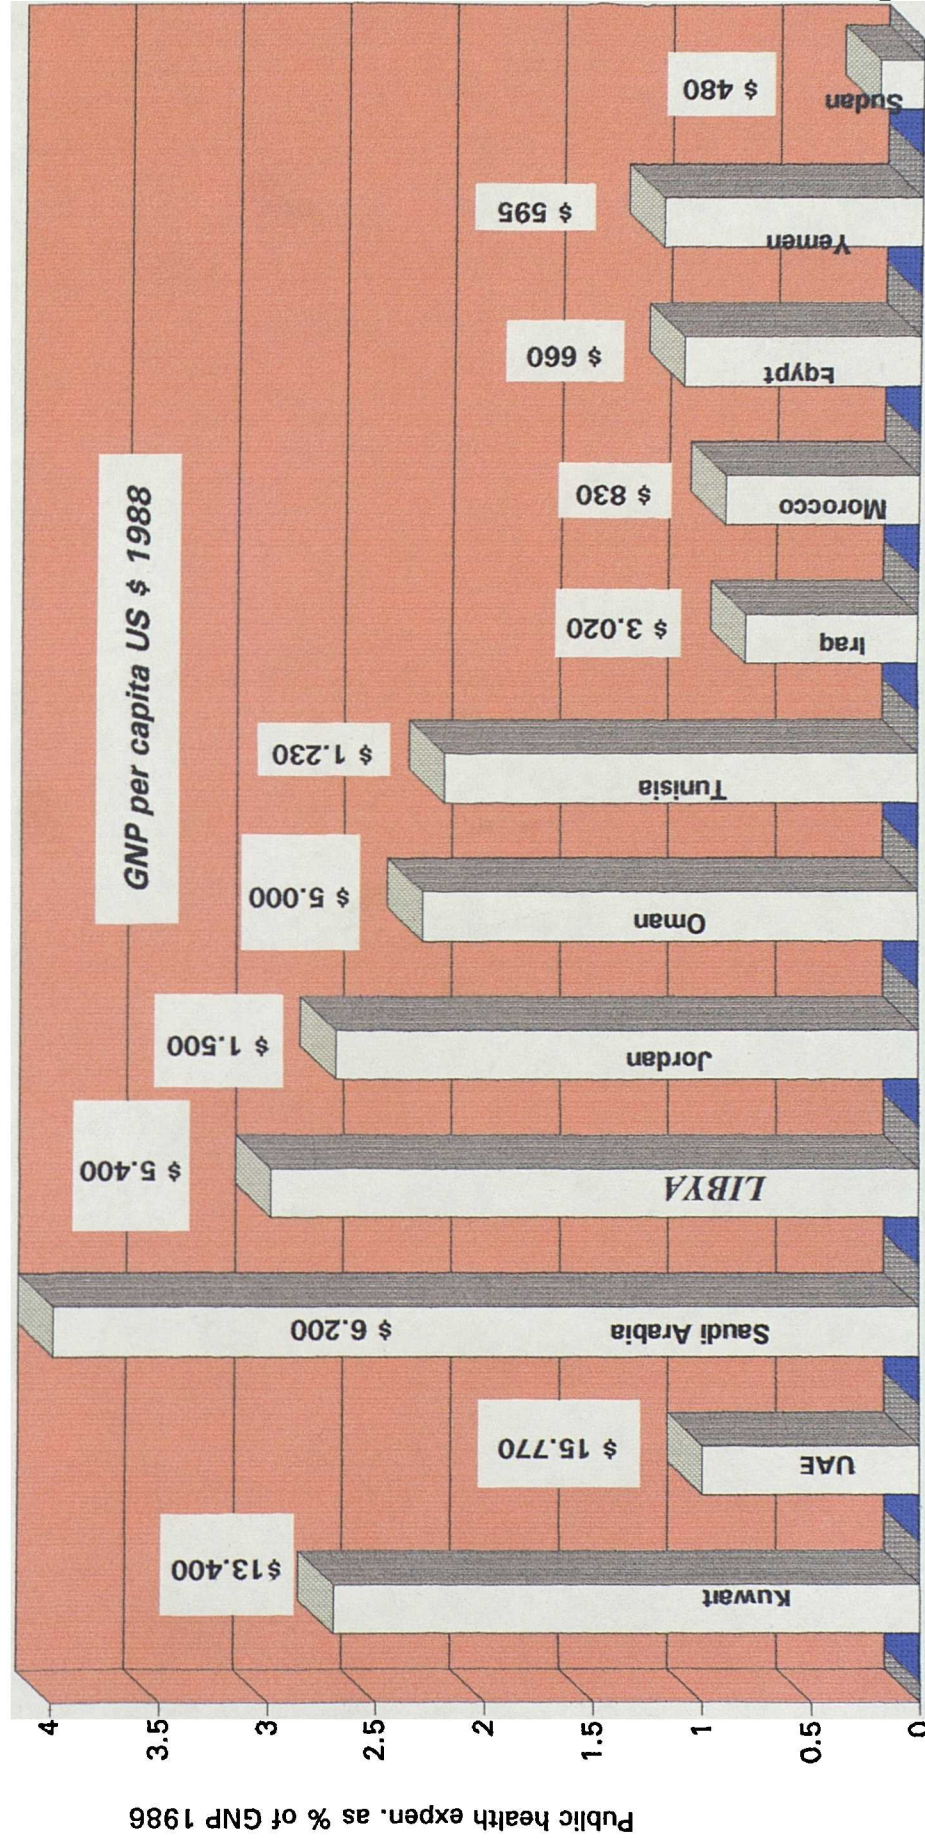 Public health expen. as % of GNP 1986
4
3.5
3
2.5
2
1.5
1
0.5
0
GNP per capita US $ 1988
$13.400
Kuwait
$ 15.770
UAE
$ 6.200
Saudi Arabia
$ 5.400
LIBYA
$ 1.500
Jordan
$ 5.000
Oman
$ 1.230
Tunisia
$ 3.020
Iraq
$ 830
Morocco
$ 660
Egypt
$ 595
Yemen
$ 480
Sudan